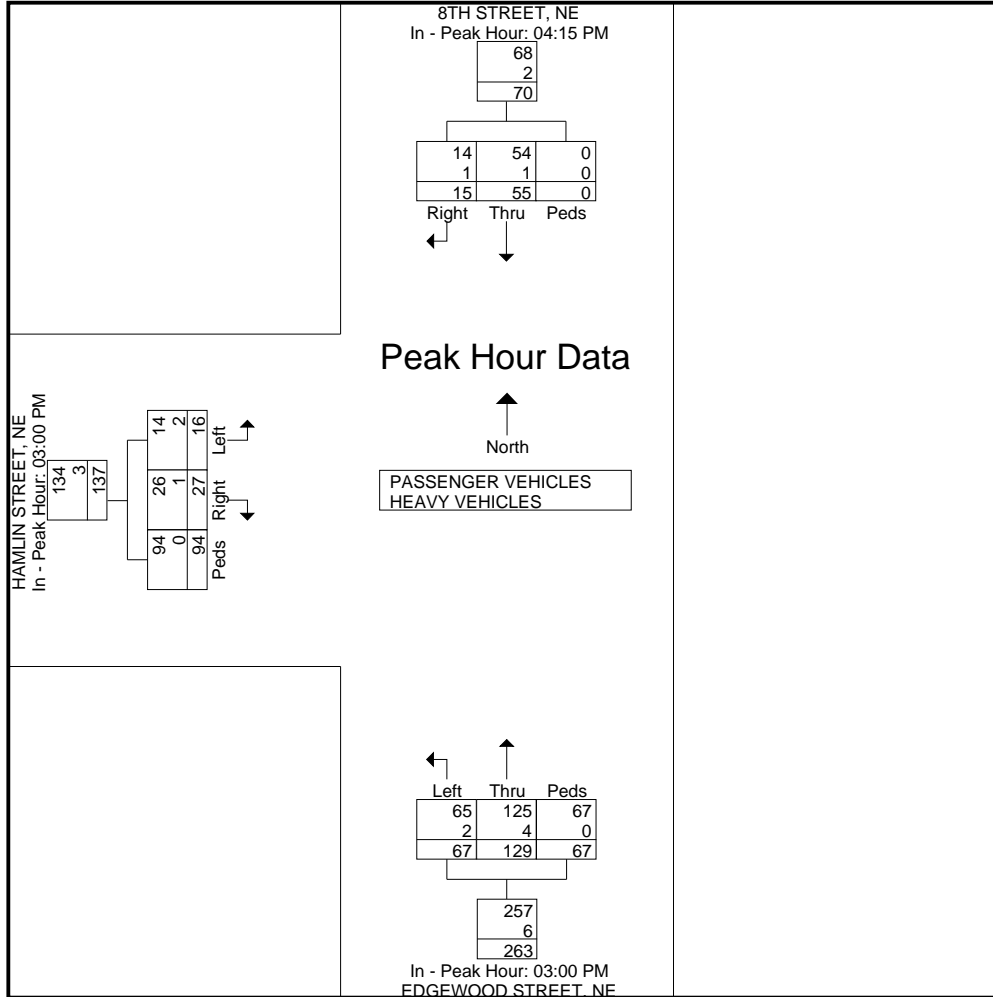 8TH STREET, NE
In - Peak Hour: 04:15 PM
68
2
70
14 54 0
1 1 0
15 55 0
Right Thru Peds
Peak Hour Data
North
PASSENGER VEHICLES
HEAVY VEHICLES
HAMLIN STREET, NE
In - Peak Hour: 03:00 PM
134
3
137
94 26 14
0 1 2
94 27 16
Peds Right Left
Left Thru Peds
65 125 67
2 4 0
67 129 67
257
6
263
In - Peak Hour: 03:00 PM
EDGEWOOD STREET, NE